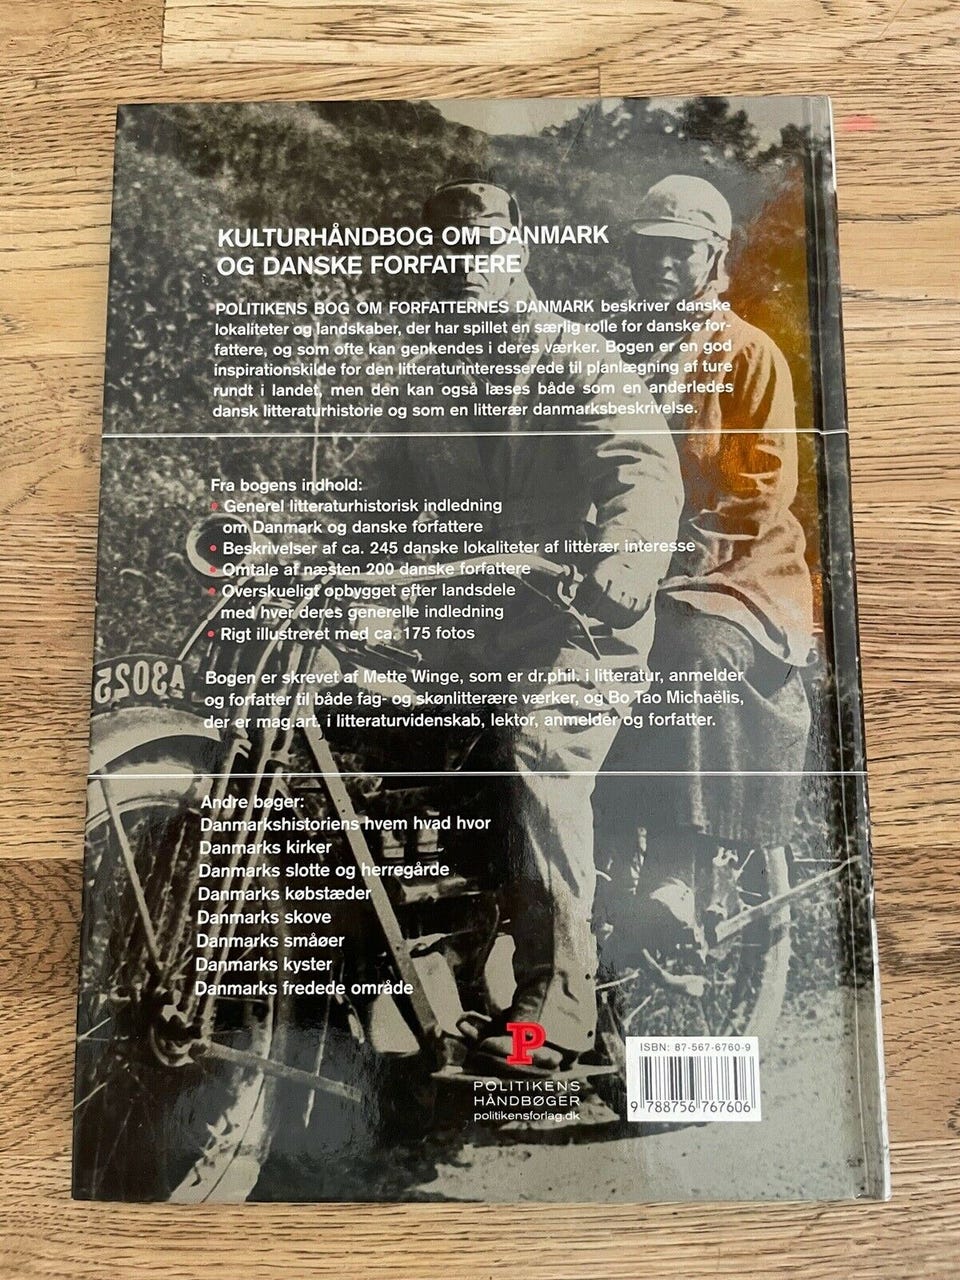 KULTURHÅNDBOG OM DANMARK
OG DANSKE FORFATTERE
POLITIKENS BOG OM FORFATTERNES DANMARK beskriver danske
lokaliteter og landskaber, der har spillet en særlig rolle for danske for-
fattere, og som ofte kan genkendes i deres værker. Bogen er en god
inspirationskilde for den litteraturinteresserede til planlægning af ture
rundt i landet, men den kan også læses både som en anderledes
dansk litteraturhistorie og som en litterær danmarksbeskrivelse.
Fra bogens indhold:
• Generel litteraturhistorisk indledning
om Danmark og danske forfattere
• Beskrivelser af ca. 245 danske lokaliteter af litterær interesse
• Omtale af næsten 200 danske forfattere
• Overskueligt opbygget efter landsdele
med hver deres generelle indledning
• Rigt illustreret med ca. 175 fotos
A3025
Bogen er skrevet af Mette Winge, som er dr.phil. i litteratur, anmelder
og forfatter til både fag- og skønlitterære værker, og Bo Tao Michaëlis,
der er mag.art. i litteraturvidenskab, lektor, anmelder og forfatter.
Andre bøger:
Danmarkshistoriens hvem hvad hvor
Danmarks kirker
Danmarks slotte og herregårde
Danmarks købstæder
Danmarks skove
Danmarks småøer
Danmarks kyster
Danmarks fredede område
P
POLITIKENS
HÅNDBØGER
politikensforlag.dk
ISBN: 87-567-6760-9
9 788756 767606